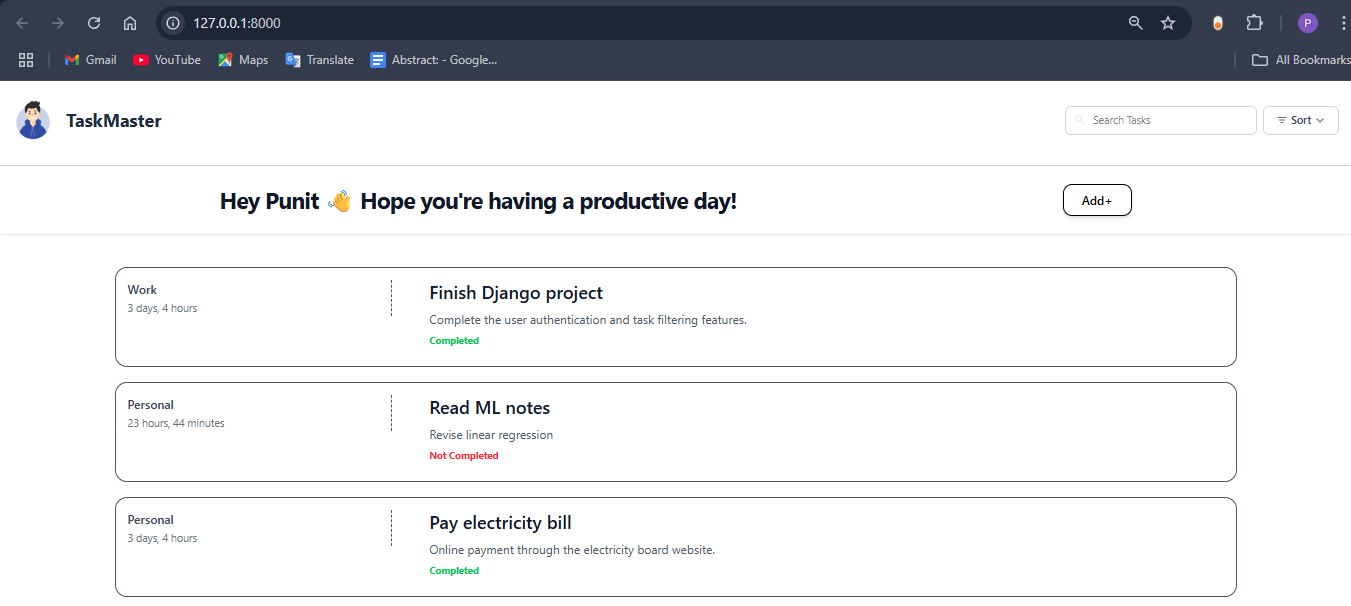 127.0.0.1:8000
P
Gmail YouTube Maps Translate Abstract: - Google... All Bookmarks
TaskMaster
Search Tasks
Sort
Hey Punit 👋 Hope you're having a productive day!
Add+
Work
3 days, 4 hours
Finish Django project
Complete the user authentication and task filtering features.
Completed
Personal
23 hours, 44 minutes
Read ML notes
Revise linear regression
Not Completed
Personal
3 days, 4 hours
Pay electricity bill
Online payment through the electricity board website.
Completed